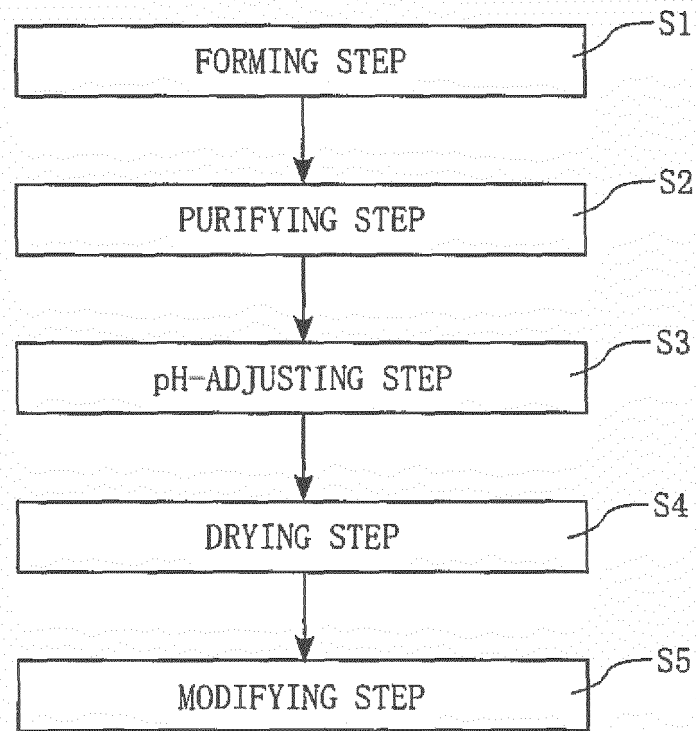 S1
FORMING STEP
S2
PURIFYING STEP
S3
pH-ADJUSTING STEP
S4
DRYING STEP
S5
MODIFYING STEP